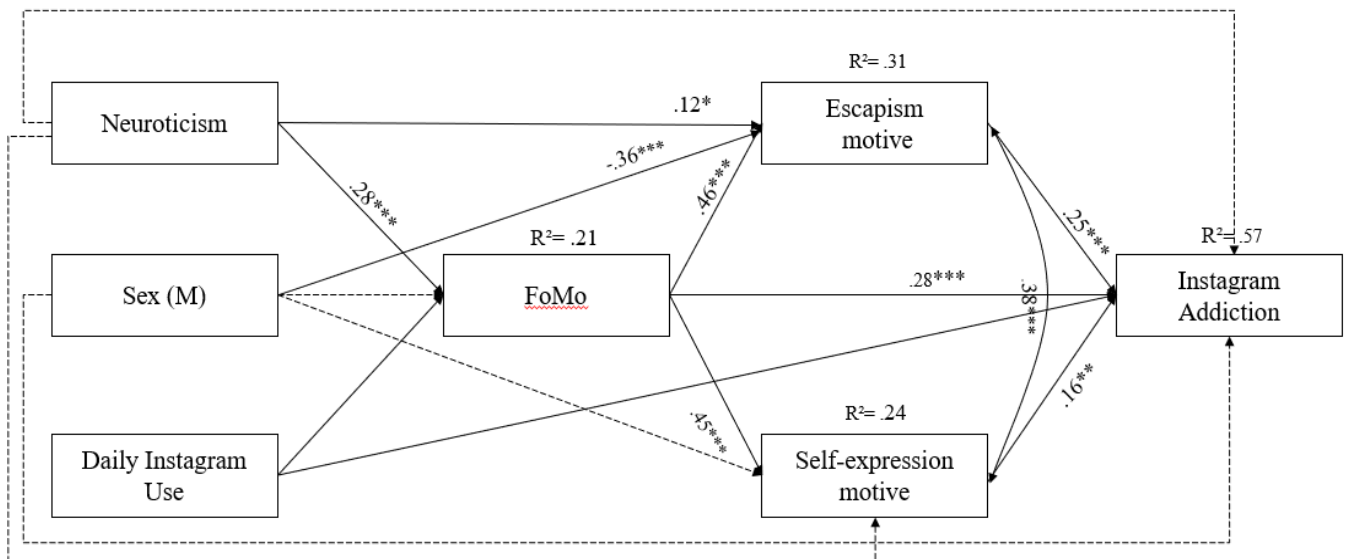 R²= .31
Neuroticism
.12*
Escapism
motive
-.36***
.28***
.46***
.25***
R²= .21
R²= .57
Sex (M)
FoMo
.28***
.38***
Instagram
Addiction
.16**
.45***
R²= .24
Daily Instagram
Use
Self-expression
motive